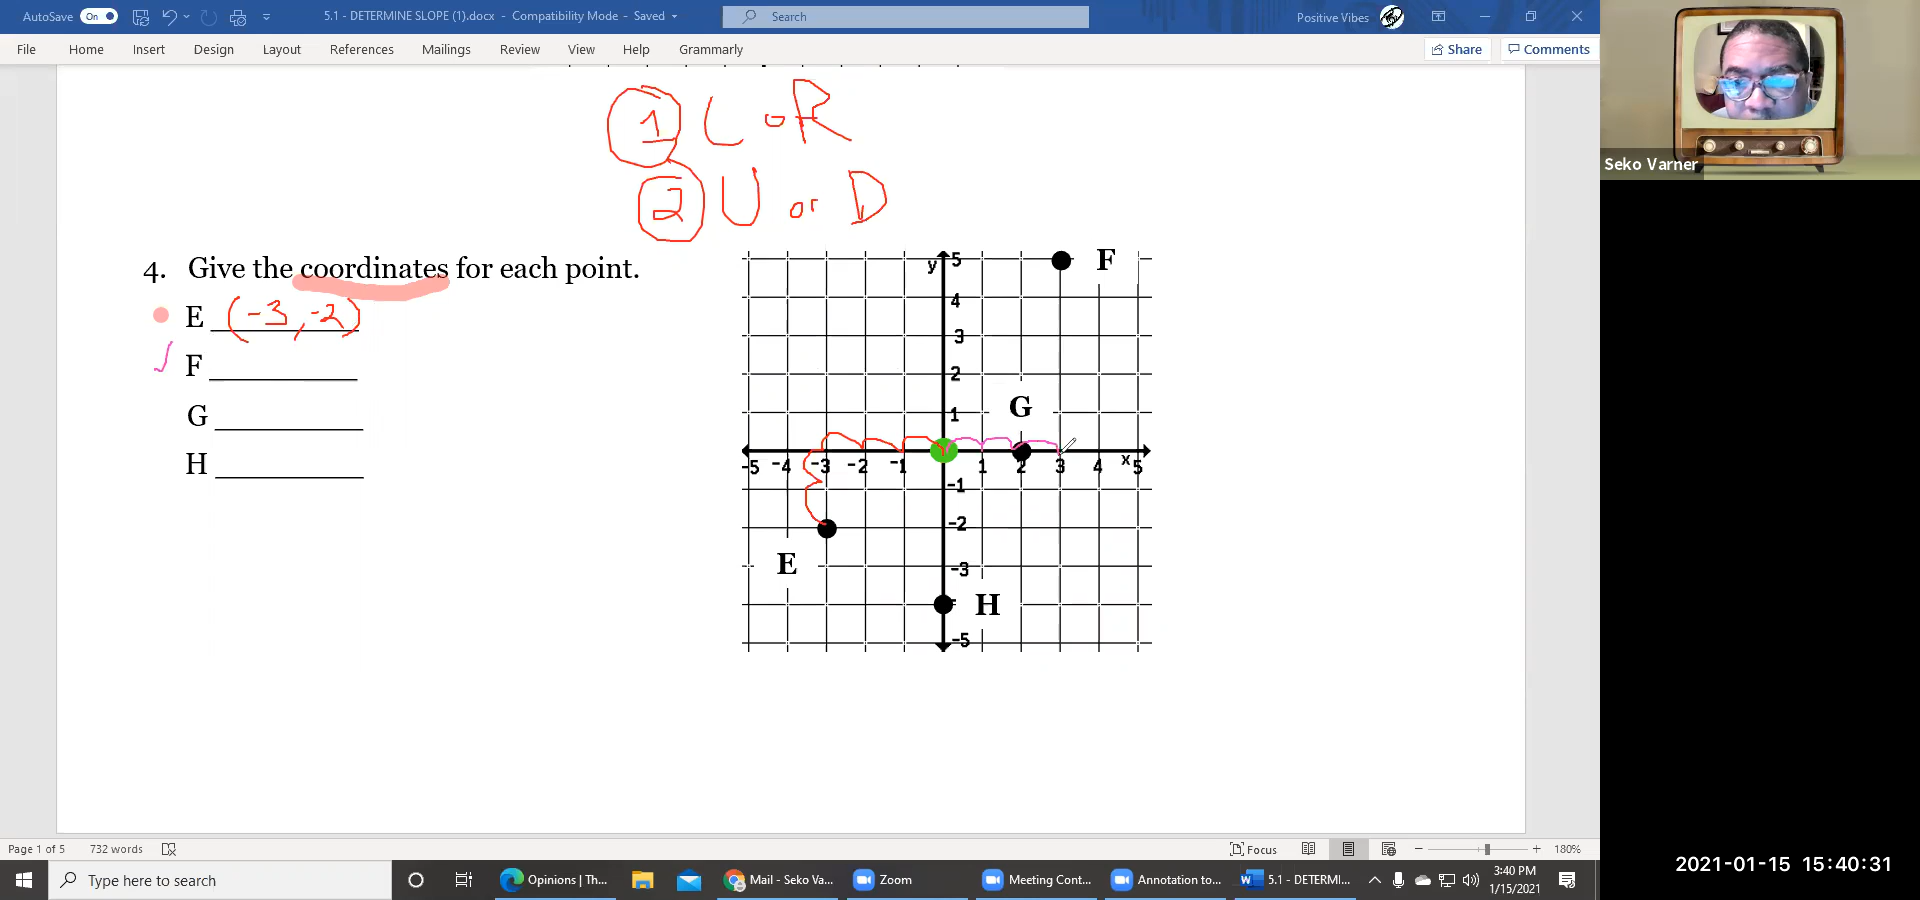 AutoSave On 5.1 - DETERMINE SLOPE (1).docx - Compatibility Mode - Saved Search Positive Vibes
File Home Insert Design Layout References Mailings Review View Help Grammarly Share Comments
1 L or R
2 U or D
Seko Varner
4. Give the coordinates for each point.
E (-3, -2)
F
G
H
y 5 F
4
3
2
G
1
-5 -4 -3 -2 -1 1 2 3 4 x 5
-1
-2
E
-3
H
-5
Page 1 of 5 732 words Focus 180%
Type here to search Opinions | Th... Mail - Seko Va... Zoom Meeting Cont... Annotation to... 5.1 - DETERMI... 3:40 PM
1/15/2021
2021-01-15 15:40:31